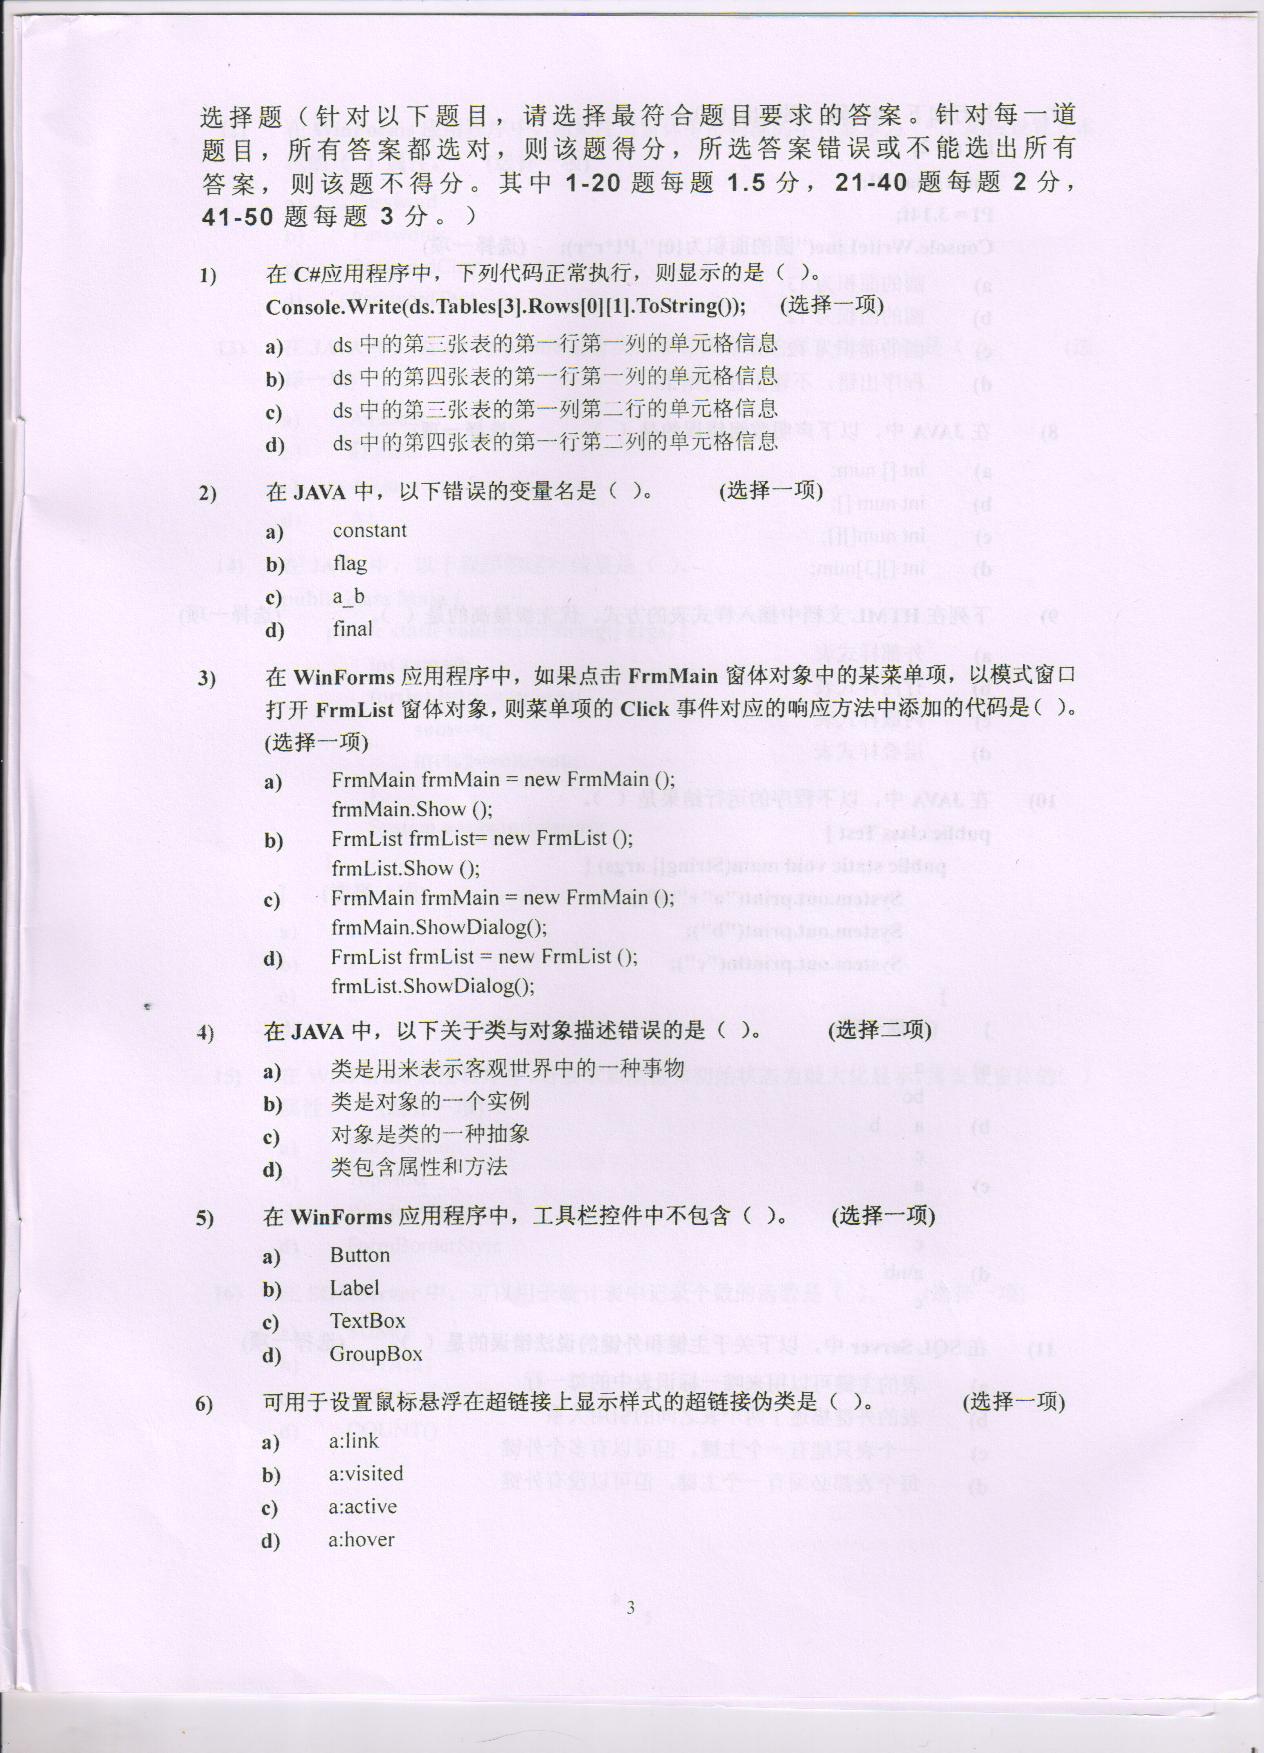 选择题（针对以下题目，请选择最符合题目要求的答案。针对每一道
题目，所有答案都选对，则该题得分，所选答案错误或不能选出所有
答案，则该题不得分。其中 1-20 题每题 1.5 分，21-40 题每题 2 分，
41-50 题每题 3 分。）
1) 在 C#应用程序中，下列代码正常执行，则显示的是（ ）。
Console.Write(ds.Tables[3].Rows[0][1].ToString()); (选择一项)
a) ds 中的第三张表的第一行第一列的单元格信息
b) ds 中的第四张表的第一行第一列的单元格信息
c) ds 中的第三张表的第一列第二行的单元格信息
d) ds 中的第四张表的第一行第二列的单元格信息
2) 在 JAVA 中，以下错误的变量名是（ ）。 (选择一项)
a) constant
b) flag
c) a_b
d) final
3) 在 WinForms 应用程序中，如果点击 FrmMain 窗体对象中的某菜单项，以模式窗口
打开 FrmList 窗体对象，则菜单项的 Click 事件对应的响应方法中添加的代码是（ ）。
(选择一项)
a) FrmMain frmMain = new FrmMain ();
frmMain.Show ();
b) FrmList frmList= new FrmList ();
frmList.Show ();
c) FrmMain frmMain = new FrmMain ();
frmMain.ShowDialog();
d) FrmList frmList = new FrmList ();
frmList.ShowDialog();
4) 在 JAVA 中，以下关于类与对象描述错误的是（ ）。 (选择二项)
a) 类是用来表示客观世界中的一种事物
b) 类是对象的一个实例
c) 对象是类的一种抽象
d) 类包含属性和方法
5) 在 WinForms 应用程序中，工具栏控件中不包含（ ）。 (选择一项)
a) Button
b) Label
c) TextBox
d) GroupBox
6) 可用于设置鼠标悬浮在超链接上显示样式的超链接伪类是（ ）。 (选择一项)
a) a:link
b) a:visited
c) a:active
d) a:hover
3